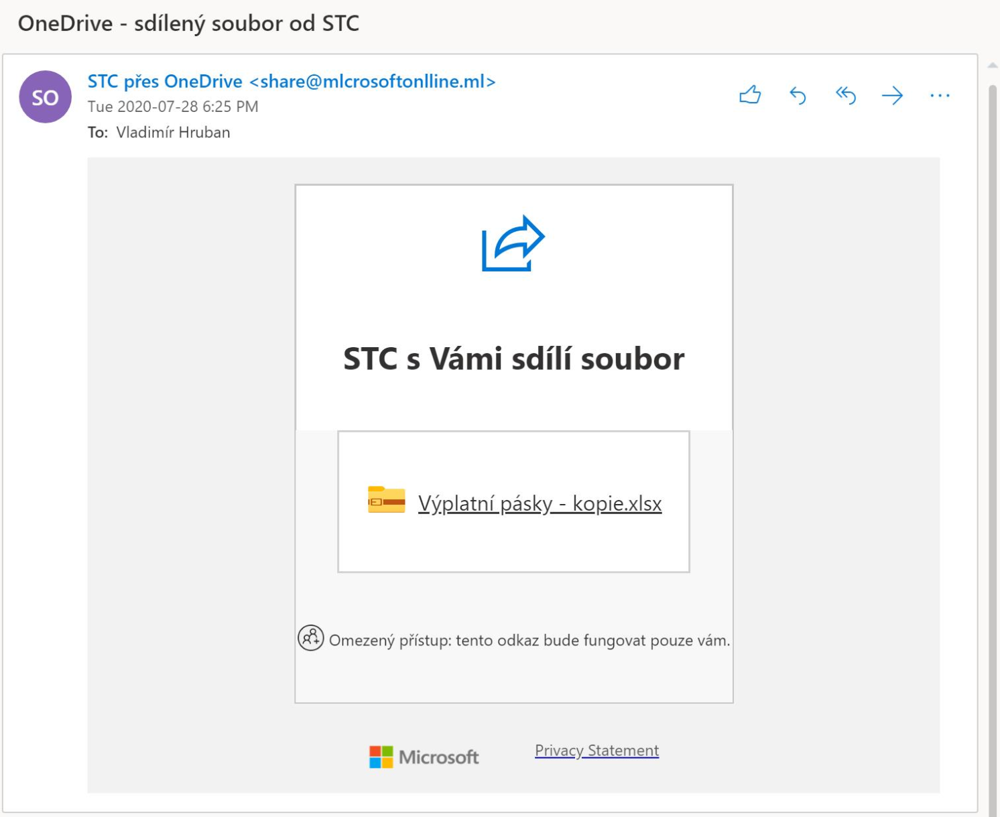 OneDrive - sdílený soubor od STC
SO
STC přes OneDrive <share@mlcrosoftonlline.ml>
Tue 2020-07-28 6:25 PM
To: Vladimír Hruban
STC s Vámi sdílí soubor
Výplatní pásky - kopie.xlsx
Omezený přístup: tento odkaz bude fungovat pouze vám.
Microsoft
Privacy Statement